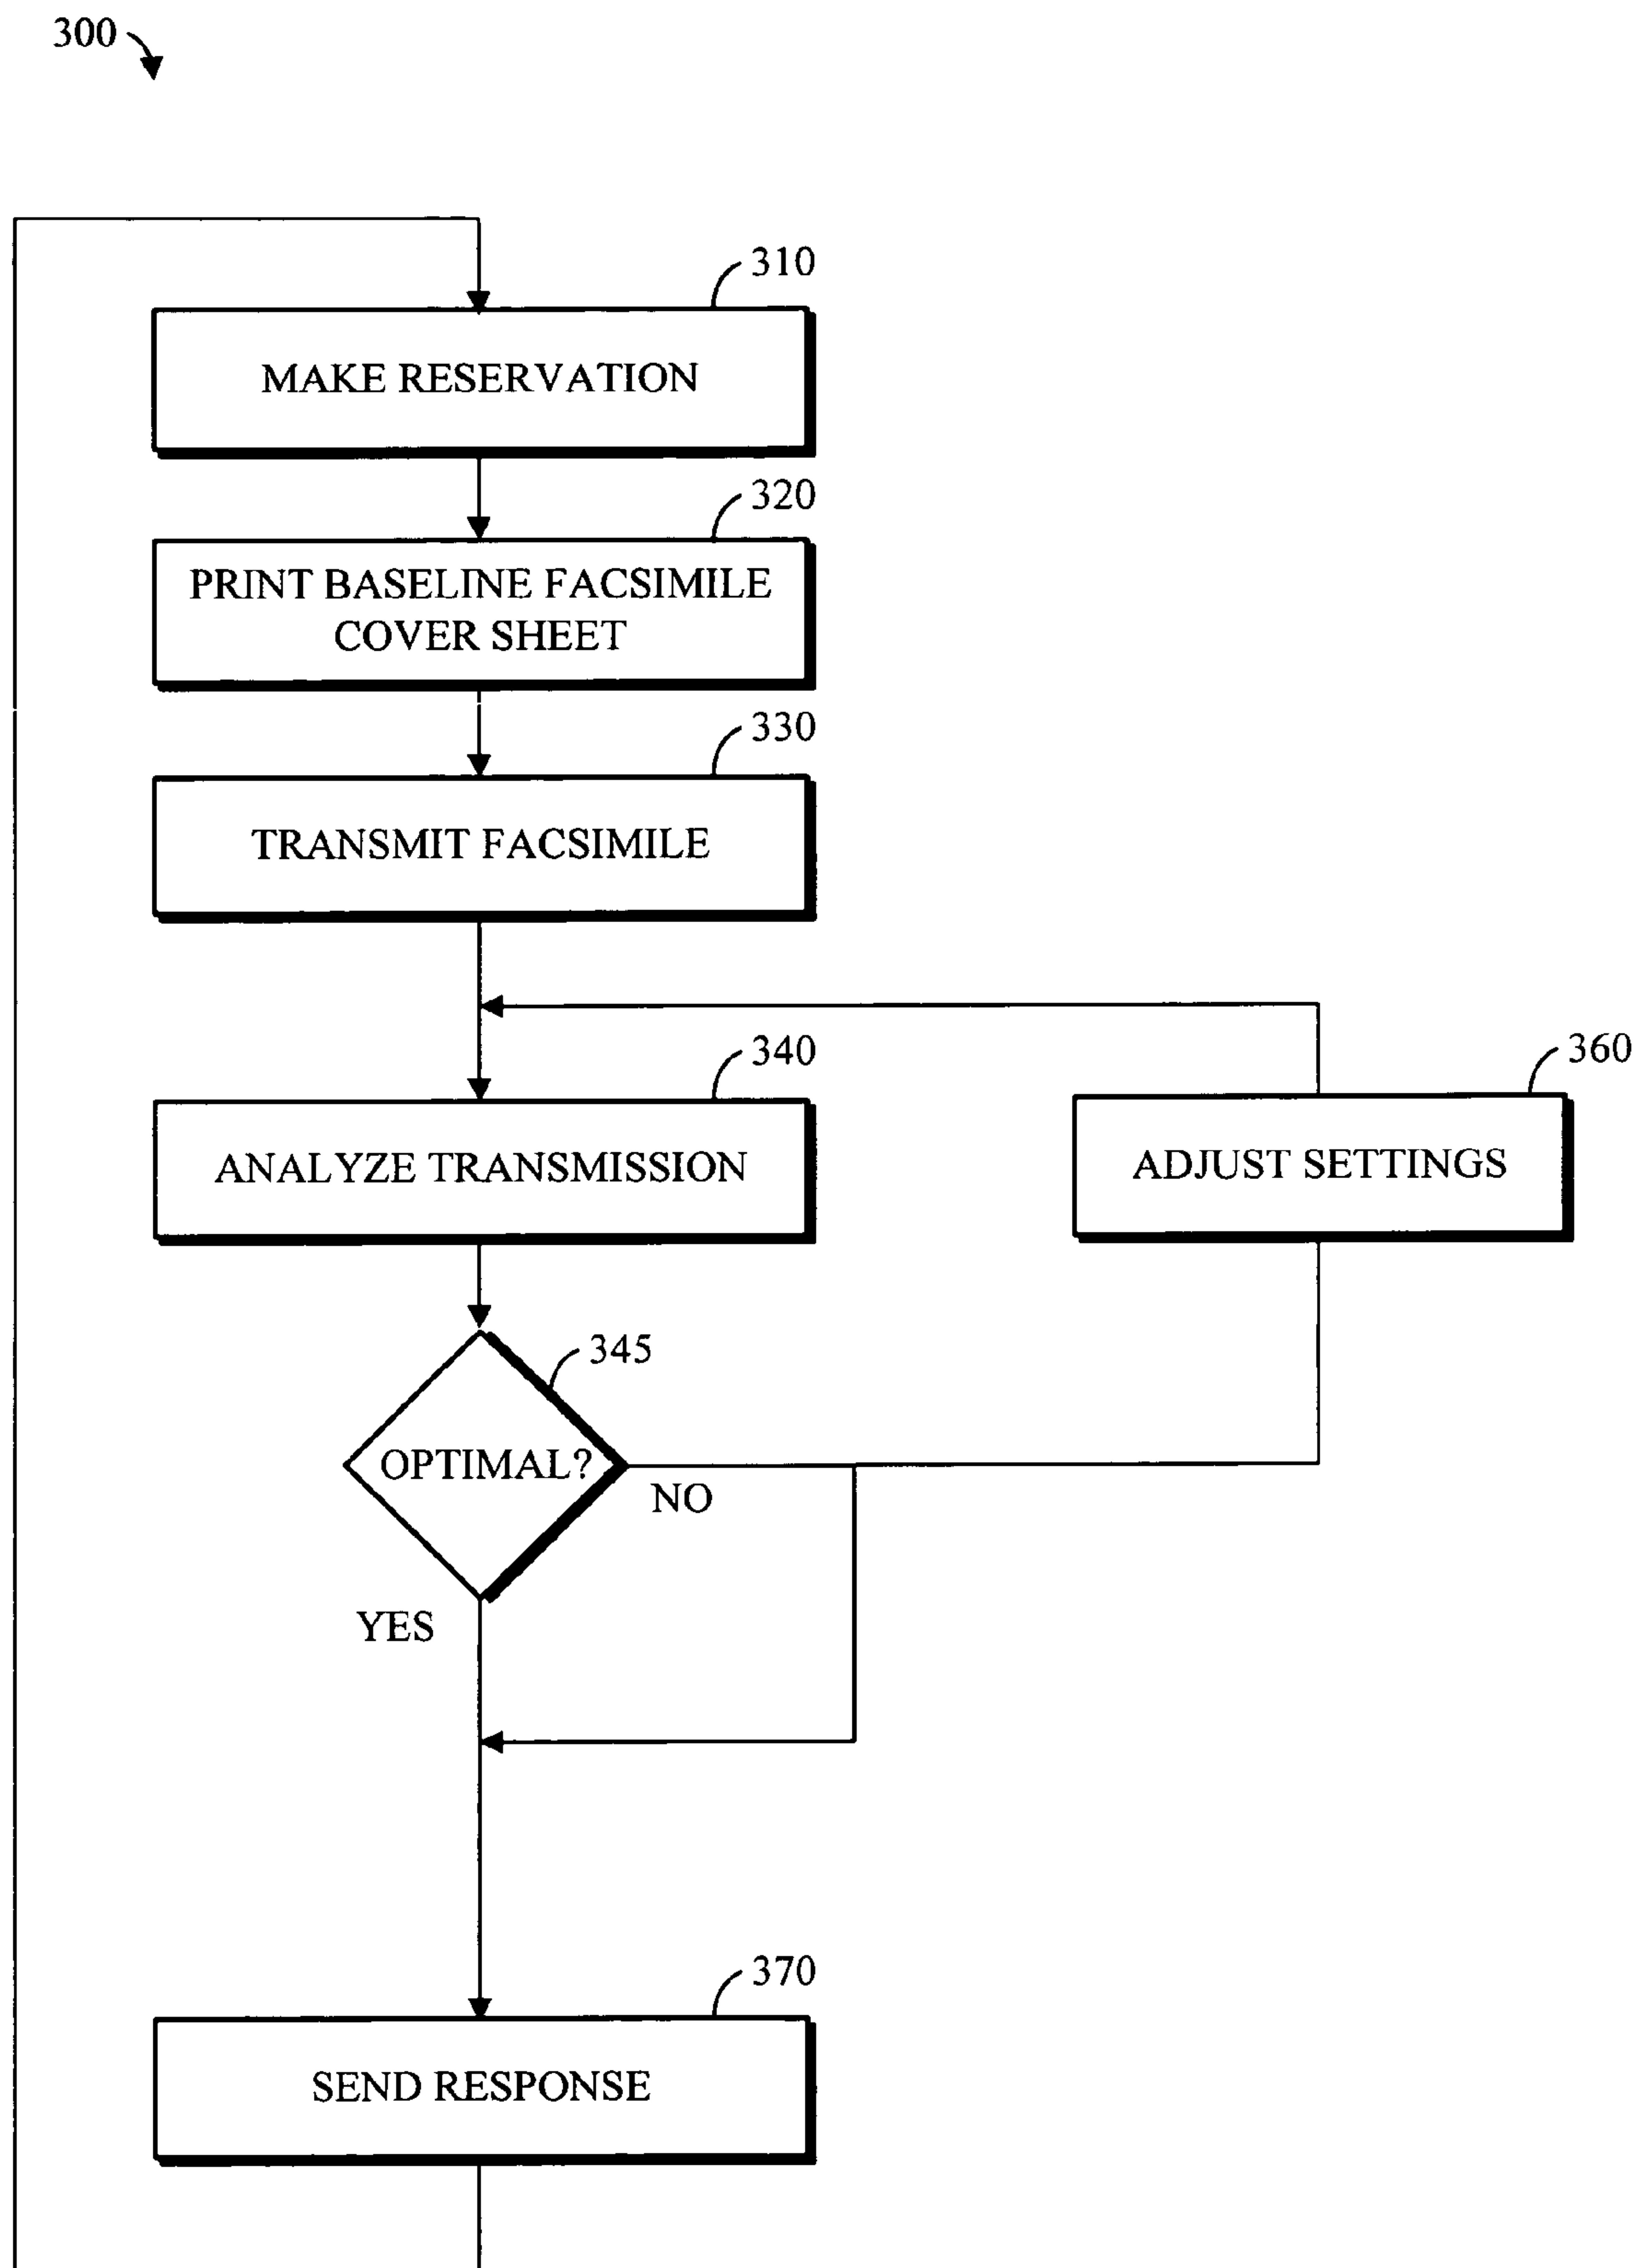 300
310
MAKE RESERVATION
320
PRINT BASELINE FACSIMILE
COVER SHEET
330
TRANSMIT FACSIMILE
340
ANALYZE TRANSMISSION
360
ADJUST SETTINGS
345
OPTIMAL?
NO
YES
370
SEND RESPONSE